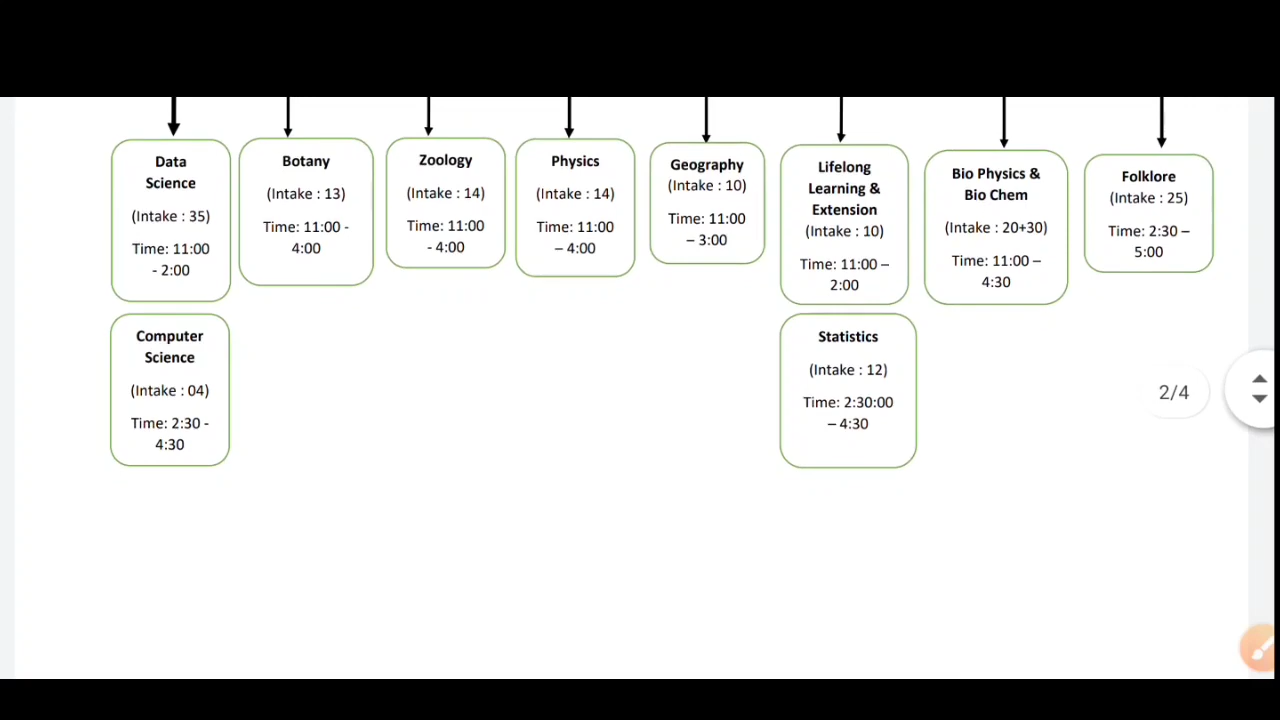 Data
Science
(Intake : 35)
Time: 11:00
- 2:00
Botany
(Intake : 13)
Time: 11:00 -
4:00
Zoology
(Intake : 14)
Time: 11:00
- 4:00
Physics
(Intake : 14)
Time: 11:00
– 4:00
Geography
(Intake : 10)
Time: 11:00
– 3:00
Lifelong
Learning &
Extension
(Intake : 10)
Time: 11:00 –
2:00
Bio Physics &
Bio Chem
(Intake : 20+30)
Time: 11:00 –
4:30
Folklore
(Intake : 25)
Time: 2:30 –
5:00
Computer
Science
(Intake : 04)
Time: 2:30 -
4:30
Statistics
(Intake : 12)
Time: 2:30:00
– 4:30
2/4